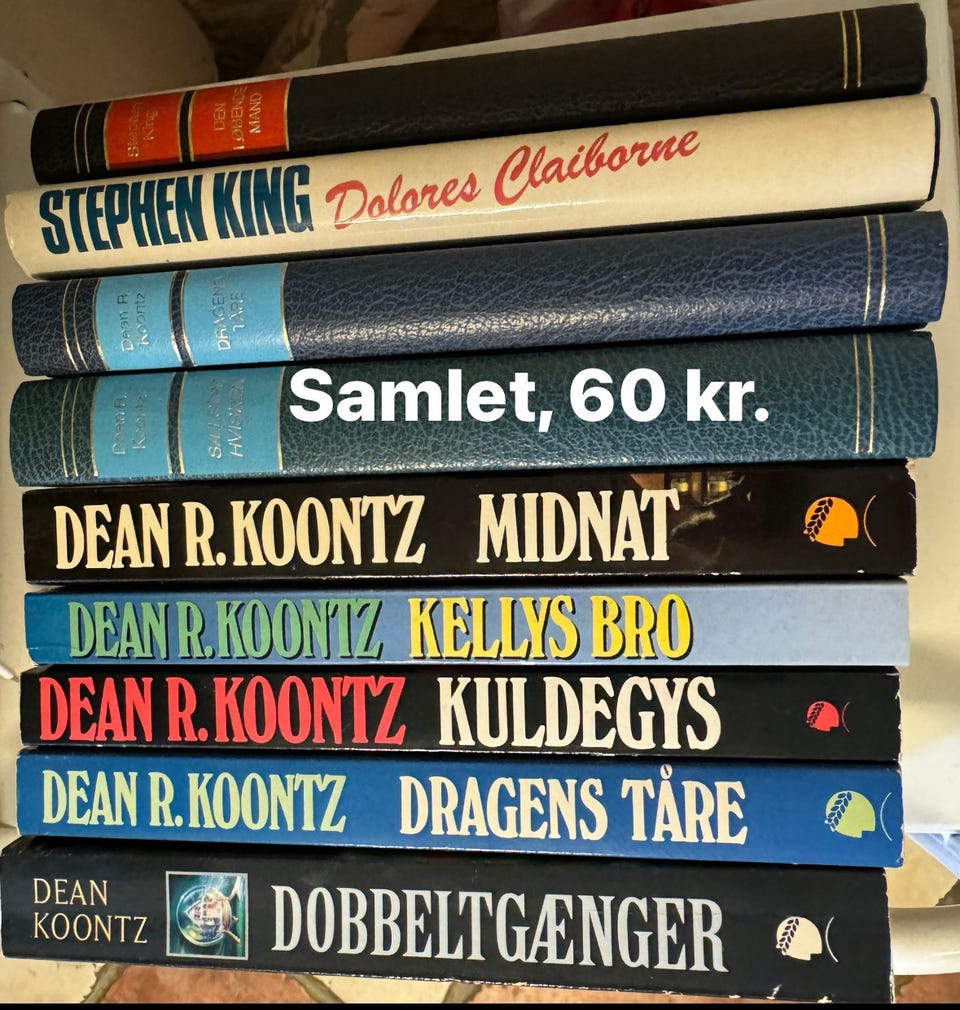 Stephen
King
DEN
LØBENDE
MAND
STEPHEN KING Dolores Claiborne
Dean R.
Koontz
DRAGENS
TÅRE
Dean R.
Koontz
HVISKEN
Samlet, 60 kr.
DEAN R. KOONTZ MIDNAT
DEAN R. KOONTZ KELLYS BRO
DEAN R. KOONTZ KULDEGYS
DEAN R. KOONTZ DRAGENS TÅRE
DEAN
KOONTZ
DOBBELTGÆNGER